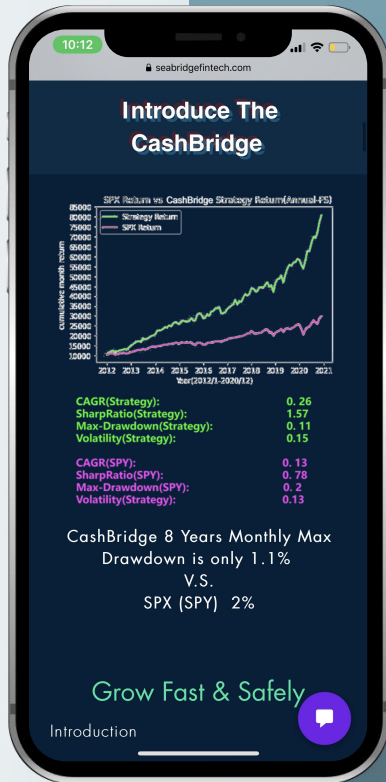 10:12
seabridgefintech.com
Introduce The
CashBridge
SPX Return vs CashBridge Strategy Return(Annual-FS)
85000
80000
75000
70000
65000
60000
55000
50000
45000
40000
35000
30000
25000
20000
15000
10000
Strategy Return
SPX Return
cumulative month return
2012 2013 2014 2015 2016 2017 2018 2019 2020 2021
Year(2012/1-2020/12)
CAGR(Strategy): 0. 26
SharpRatio(Strategy): 1.57
Max-Drawdown(Strategy): 0. 11
Volatility(Strategy): 0.15
CAGR(SPY): 0. 13
SharpRatio(SPY): 0. 78
Max-Drawdown(SPY): 0. 2
Volatility(SPY): 0.13
CashBridge 8 Years Monthly Max
Drawdown is only 1.1%
V.S.
SPX (SPY) 2%
Grow Fast & Safely
Introduction